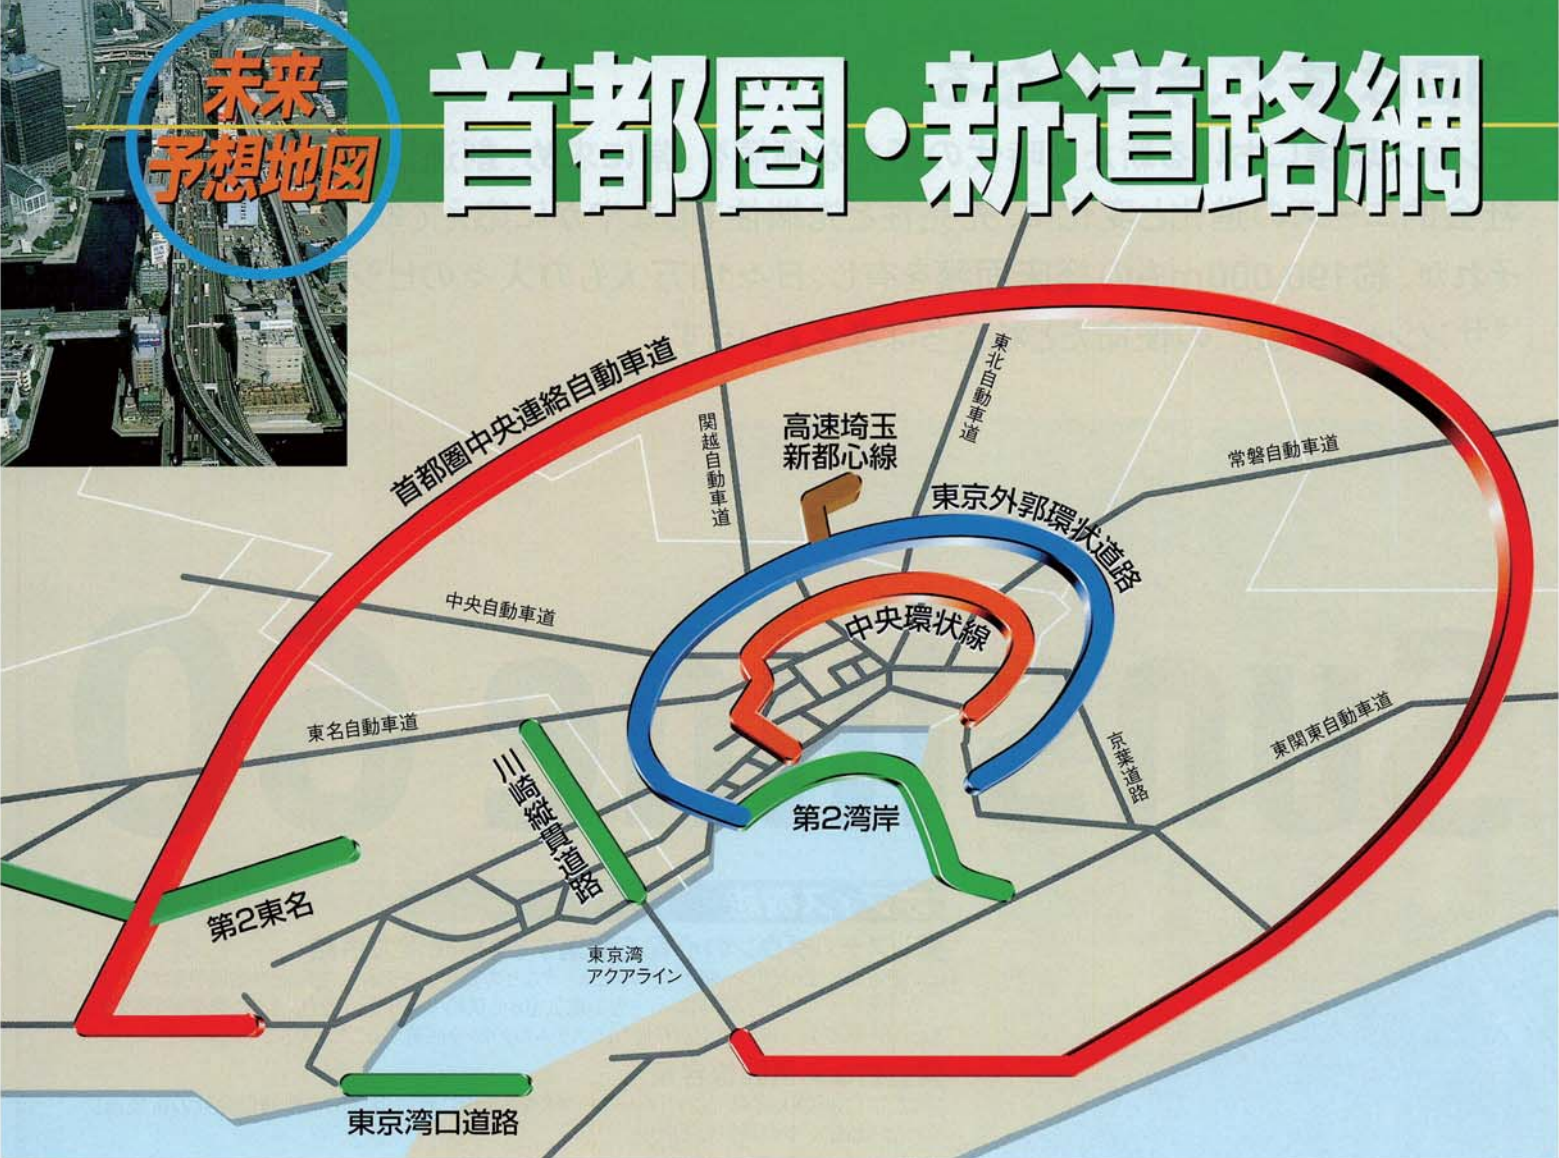 未来
予想地図
首都圏・新道路網
首都圏中央連絡自動車道
関越自動車道
東北自動車道
高速埼玉
新都心線
常磐自動車道
東京外郭環状道路
中央自動車道
中央環状線
東名自動車道
川崎縦貫道路
東関東自動車道
京葉道路
第2湾岸
第2東名
東京湾
アクアライン
東京湾口道路